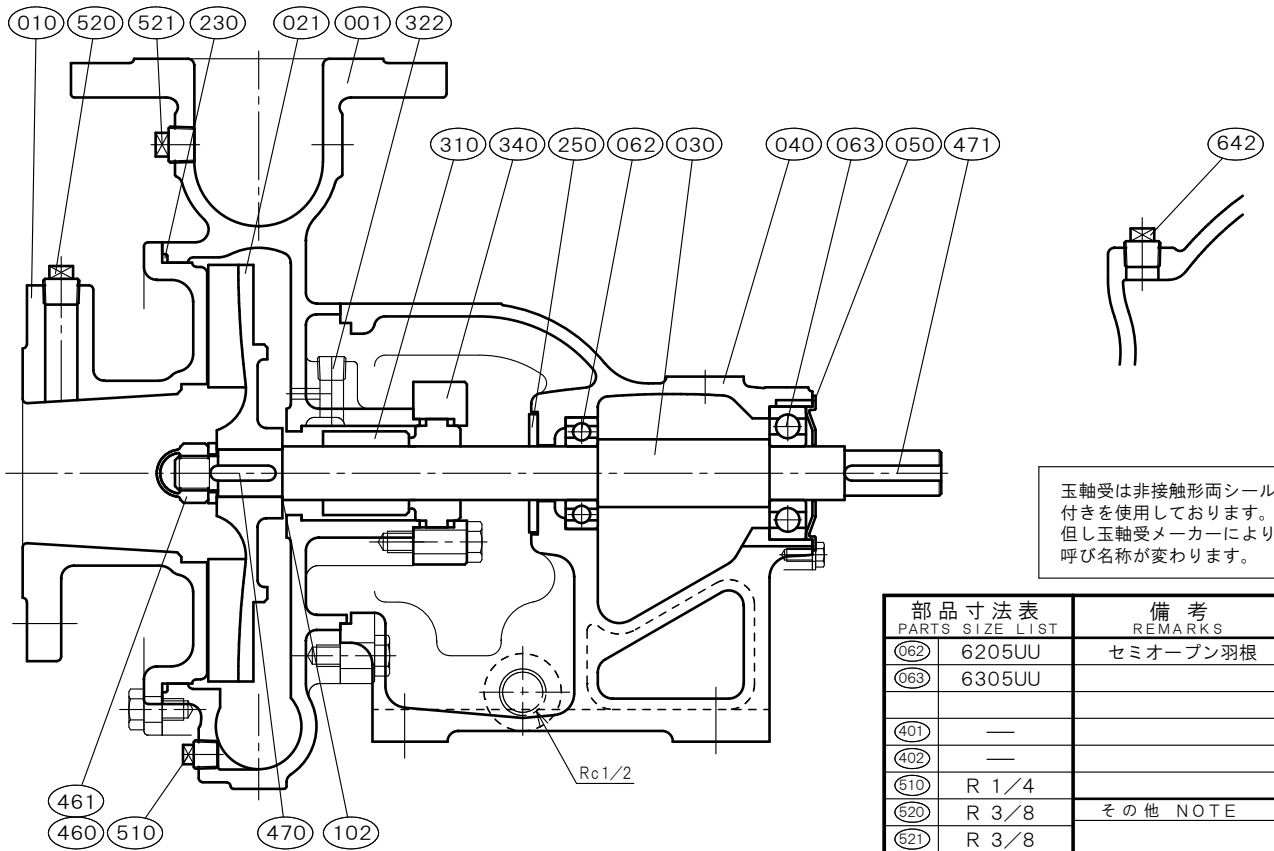 010 520 521 230 021 001 322
310 340 250 062 030 040 063 050 471 642
玉軸受は非接触形両シール
付きを使用しております。
但し玉軸受メーカーにより
呼び名称が変わります。
部品寸法表 備考
PARTS SIZE LIST REMARKS
062 6205UU セミオープン羽根
063 6305UU
401 —
402 —
510 R 1/4
520 R 3/8 その他 NOTE
521 R 3/8
Rc1/2
461
460 510 470 102